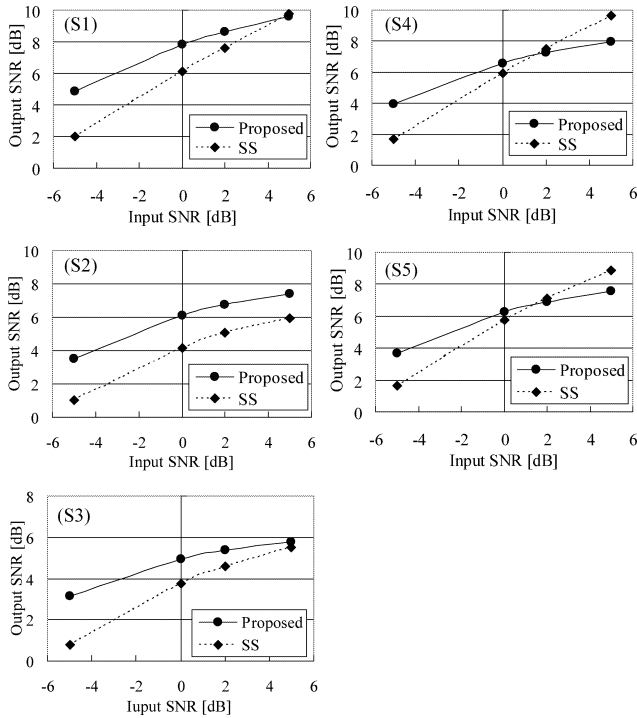 (S1)
Output SNR [dB]
10
8
6
4
2
0
Proposed
SS
-6 -4 -2 0 2 4 6
Input SNR [dB]
(S4)
Output SNR [dB]
10
8
6
4
2
0
Proposed
SS
-6 -4 -2 0 2 4 6
Input SNR [dB]
(S2)
Output SNR [dB]
10
8
6
4
2
0
Proposed
SS
-6 -4 -2 0 2 4 6
Input SNR [dB]
(S5)
Output SNR [dB]
10
8
6
4
2
0
Proposed
SS
-6 -4 -2 0 2 4 6
Input SNR [dB]
(S3)
Output SNR [dB]
8
6
4
2
0
Proposed
SS
-6 -4 -2 0 2 4 6
Iuput SNR [dB]